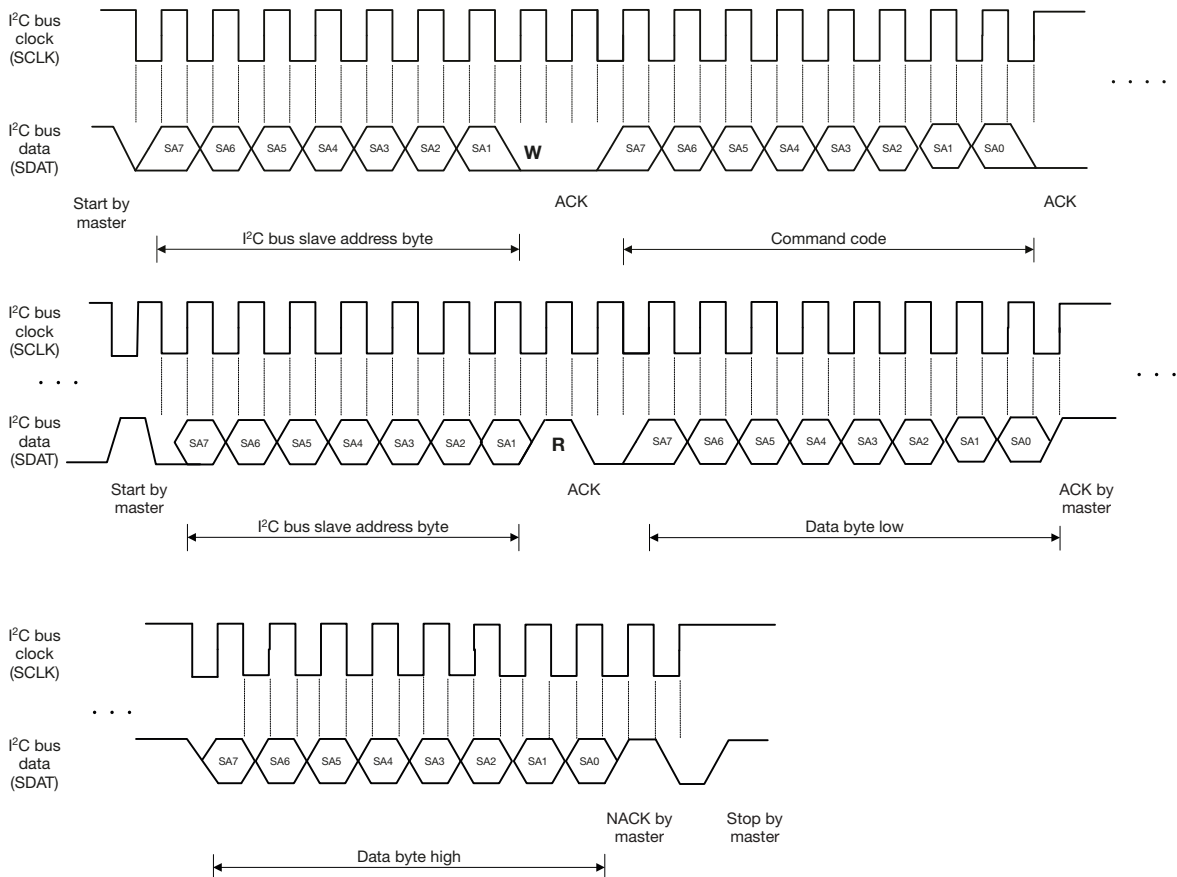 I²C bus
clock
(SCLK)
. . . .
I²C bus
data
(SDAT)
SA7 SA6 SA5 SA4 SA3 SA2 SA1 W SA7 SA6 SA5 SA4 SA3 SA2 SA1 SA0
Start by
master
ACK
ACK
I²C bus slave address byte
Command code
I²C bus
clock
(SCLK)
. . .
. . . .
I²C bus
data
(SDAT)
SA7 SA6 SA5 SA4 SA3 SA2 SA1 R SA7 SA6 SA5 SA4 SA3 SA2 SA1 SA0
Start by
master
ACK
ACK by
master
I²C bus slave address byte
Data byte low
I²C bus
clock
(SCLK)
. . .
I²C bus
data
(SDAT)
SA7 SA6 SA5 SA4 SA3 SA2 SA1 SA0
NACK by
master
Stop by
master
Data byte high